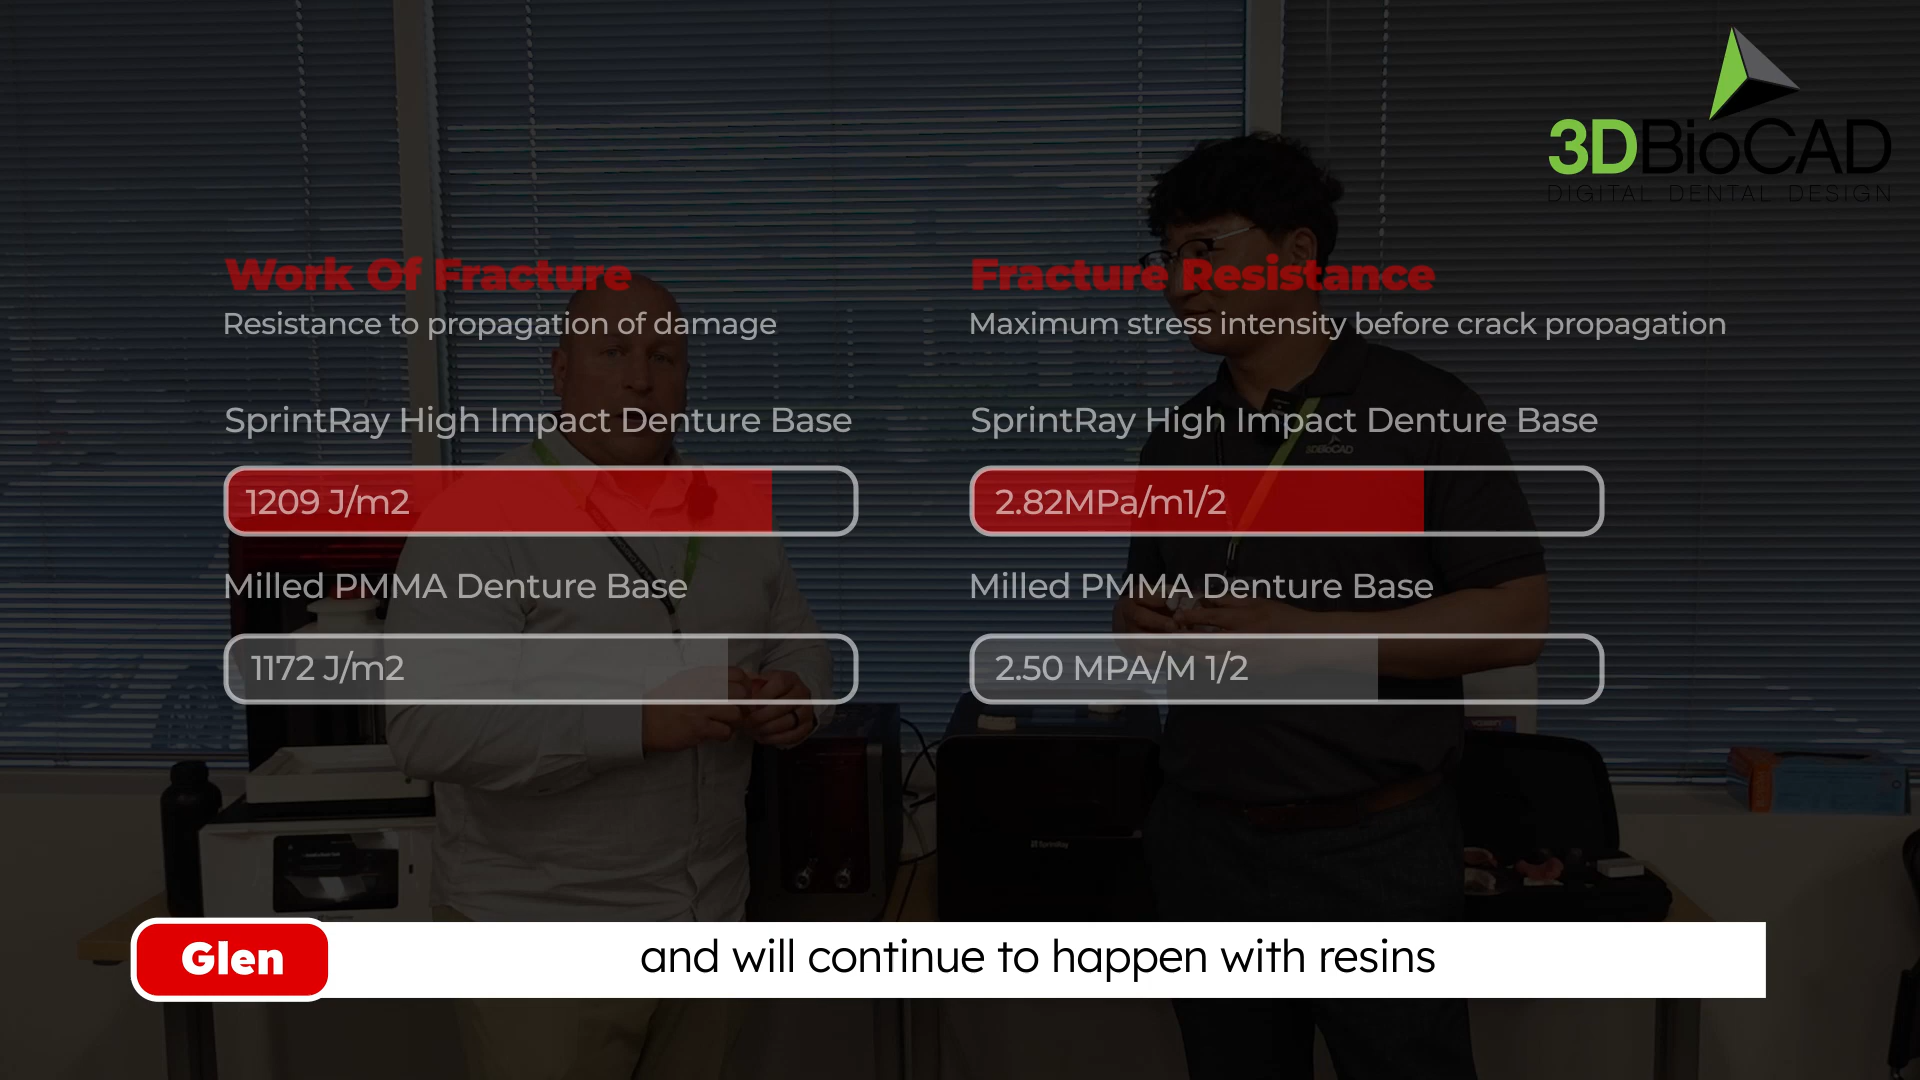 3DBioCAD
DIGITAL DENTAL DESIGN
Work Of Fracture
Resistance to propagation of damage
SprintRay High Impact Denture Base
1209 J/m2
Milled PMMA Denture Base
1172 J/m2
Fracture Resistance
Maximum stress intensity before crack propagation
SprintRay High Impact Denture Base
2.82MPa/m1/2
Milled PMMA Denture Base
2.50 MPA/M 1/2
3DBioCAD
SprintRay
Glen
and will continue to happen with resins